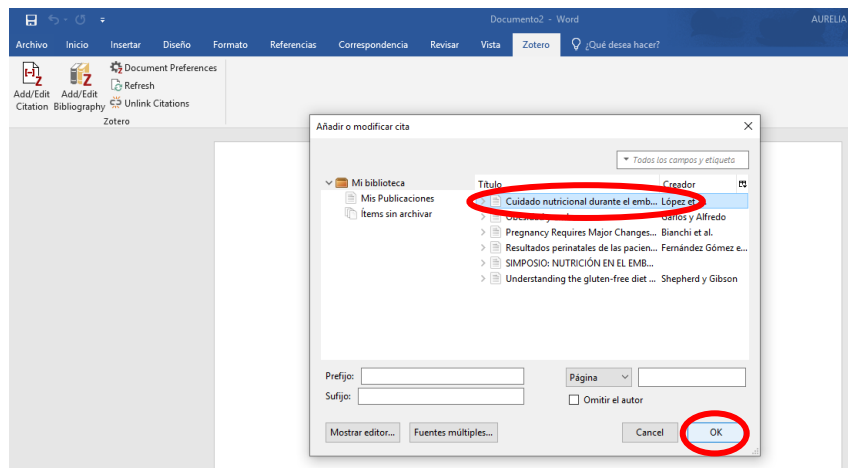 Documento2 - Word
AURELIA
Archivo Inicio Insertar Diseño Formato Referencias Correspondencia Revisar Vista Zotero ¿Qué desea hacer?
Add/Edit Citation
Add/Edit Bibliography
Document Preferences
Refresh
Unlink Citations
Zotero
Añadir o modificar cita
Todos los campos y etiqueta
Mi biblioteca
Mis Publicaciones
Ítems sin archivar
Título Creador
Cuidado nutricional durante el emb... López et
Carlos y Alfredo
Pregnancy Requires Major Changes... Bianchi et al.
Resultados perinatales de las pacien... Fernández Gómez e...
SIMPOSIO: NUTRICIÓN EN EL EMB...
Understanding the gluten-free diet ... Shepherd y Gibson
Prefijo:
Página
Sufijo:
Omitir el autor
Mostrar editor... Fuentes múltiples... Cancel OK